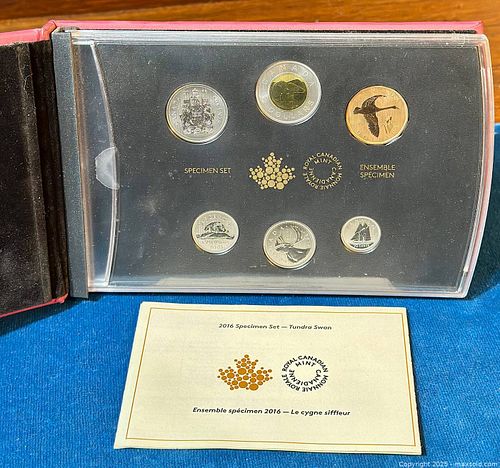 CANADA
SPECIMEN SET
ROYAL CANADIAN MINT
MONNAIE ROYALE CANADIENNE
ENSEMBLE
SPECIMEN
2016 Specimen Set — Tundra Swan
ROYAL CANADIAN MINT
MONNAIE ROYALE CANADIENNE
Ensemble spécimen 2016 — Le cygne siffleur
Copyright 2025 - maxsold.com